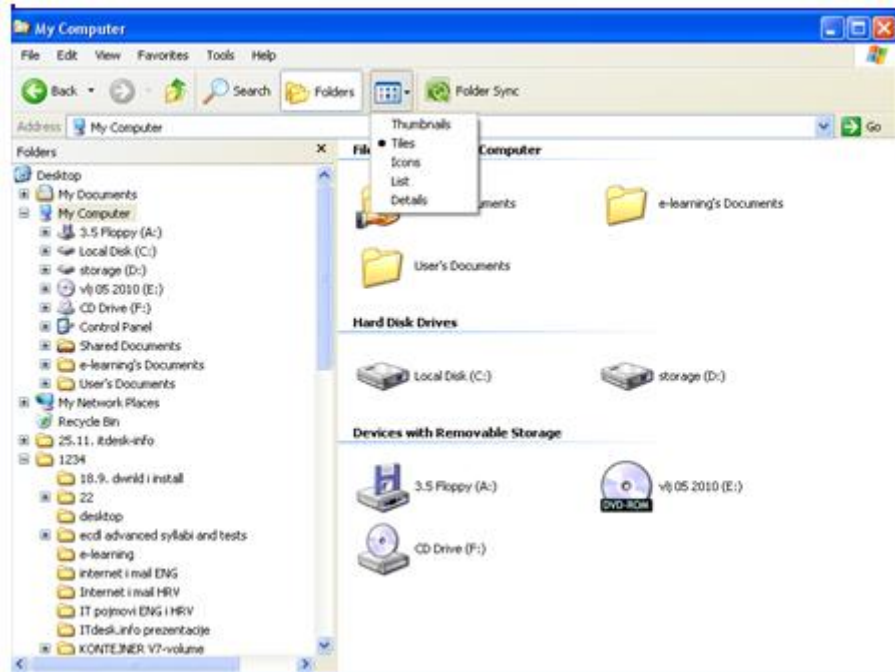 My Computer
File Edit View Favorites Tools Help
Back Search Folders Folder Sync
Address My Computer Go
Thumbnails
Tiles
Icons
List
Details
Folders
Desktop
My Documents
My Computer
3.5 Floppy (A:)
Local Disk (C:)
storage (D:)
vlj 05 2010 (E:)
CD Drive (F:)
Control Panel
Shared Documents
e-learning's Documents
User's Documents
My Network Places
Recycle Bin
25.11. itdesk-info
1234
18.9. dwnld i install
22
desktop
ecdl advanced syllabi and tests
e-learning
internet i mail ENG
Internet i mail HRV
IT pojmovi ENG i HRV
ITdesk.info prezentacije
KONTEJNER V7-volume
Computer
e-learning's Documents
User's Documents
Hard Disk Drives
Local Disk (C:) storage (D:)
Devices with Removable Storage
3.5 Floppy (A:) vlj 05 2010 (E:)
DVD-ROM
CD Drive (F:)